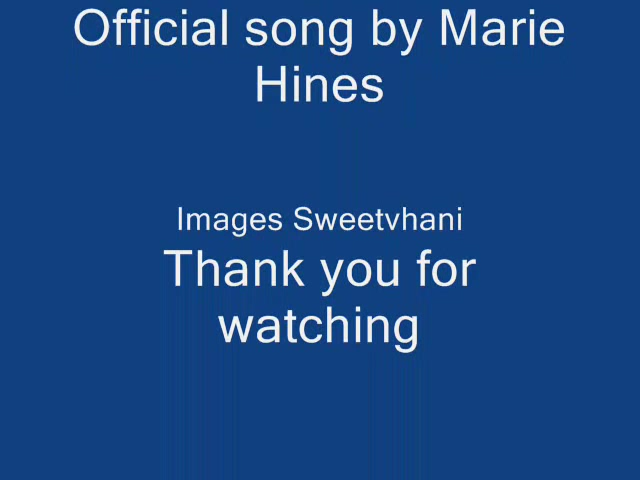 Official song by Marie
Hines
Images Sweetvhani
Thank you for
watching